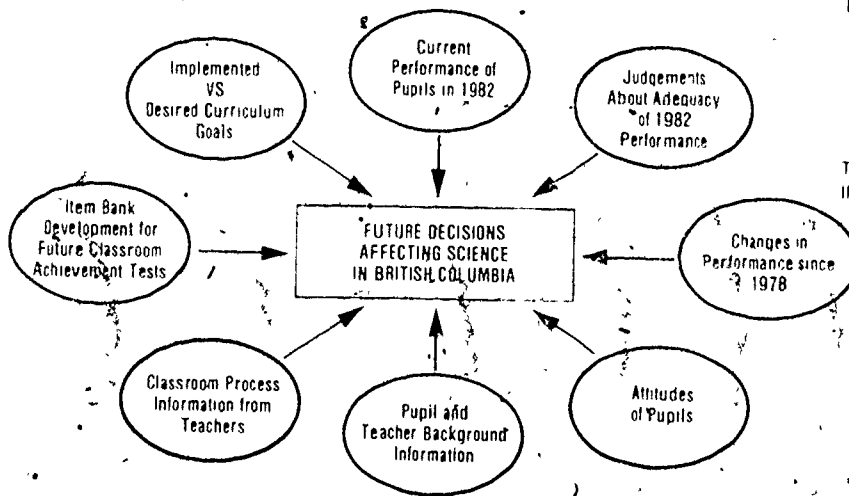 Current
Performance of
Pupils in 1982
Implemented
VS
Desired Curriculum
Goals
Judgements
About Adequacy
of 1982
Performance
Item Bank
Development for
Future Classroom
Achievement Tests
FUTURE DECISIONS
AFFECTING SCIENCE
IN BRITISH COLUMBIA
Changes in
Performance since
1978
Classroom Process
Information from
Teachers
Pupil and
Teacher Background
Information
Attitudes
of Pupils